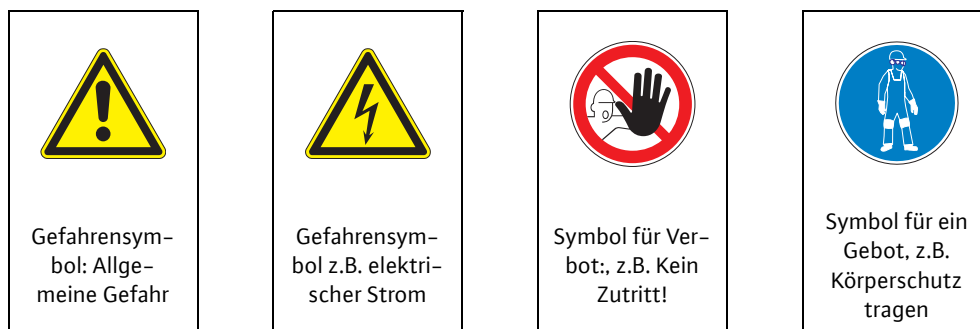 Gefahrensym-
bol: Allge-
meine Gefahr
Gefahrensym-
bol z.B. elektri-
scher Strom
Symbol für Ver-
bot:, z.B. Kein
Zutritt!
Symbol für ein
Gebot, z.B.
Körperschutz
tragen